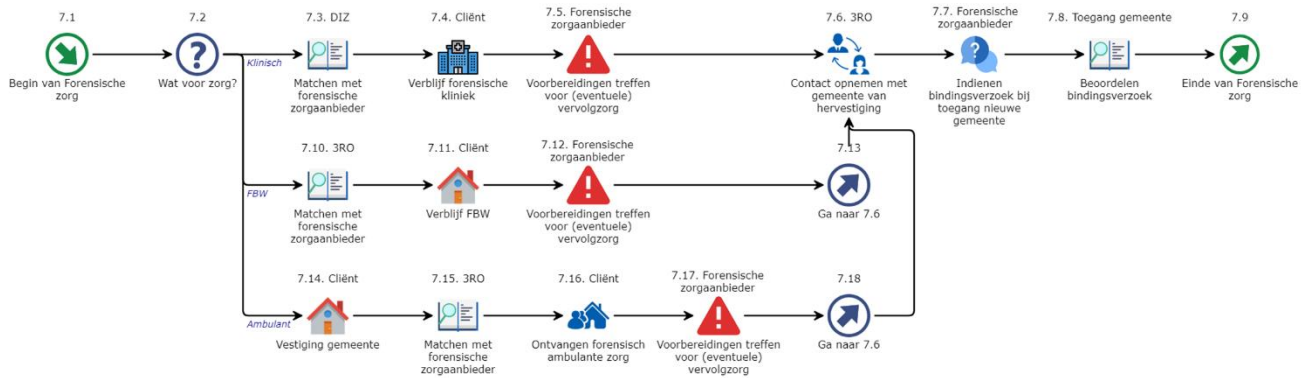 7.1
Begin van Forensische
zorg
7.2
Wat voor zorg?
Klinisch
7.3. DIZ
Matchen met
forensische
zorgaanbieder
7.4. Cliënt
Verblijf forensische
kliniek
7.5. Forensische
zorgaanbieder
Voorbereidingen treffen
voor (eventuele)
vervolgzorg
7.6. 3RO
Contact opnemen met
gemeente van
hervestiging
7.7. Forensische
zorgaanbieder
Indienen
bindingsverzoek bij
toegang nieuwe
gemeente
7.8. Toegang gemeente
Beoordelen
bindingsverzoek
7.9
Einde van Forensische
zorg
FBW
7.10. 3RO
Matchen met
forensische
zorgaanbieder
7.11. Cliënt
Verblijf FBW
7.12. Forensische
zorgaanbieder
Voorbereidingen treffen
voor (eventuele)
vervolgzorg
7.13
Ga naar 7.6
Ambulant
7.14. Cliënt
Vestiging gemeente
7.15. 3RO
Matchen met
forensische
zorgaanbieder
7.16. Cliënt
Ontvangen forensisch
ambulante zorg
7.17. Forensische
zorgaanbieder
Voorbereidingen treffen
voor (eventuele)
vervolgzorg
7.18
Ga naar 7.6